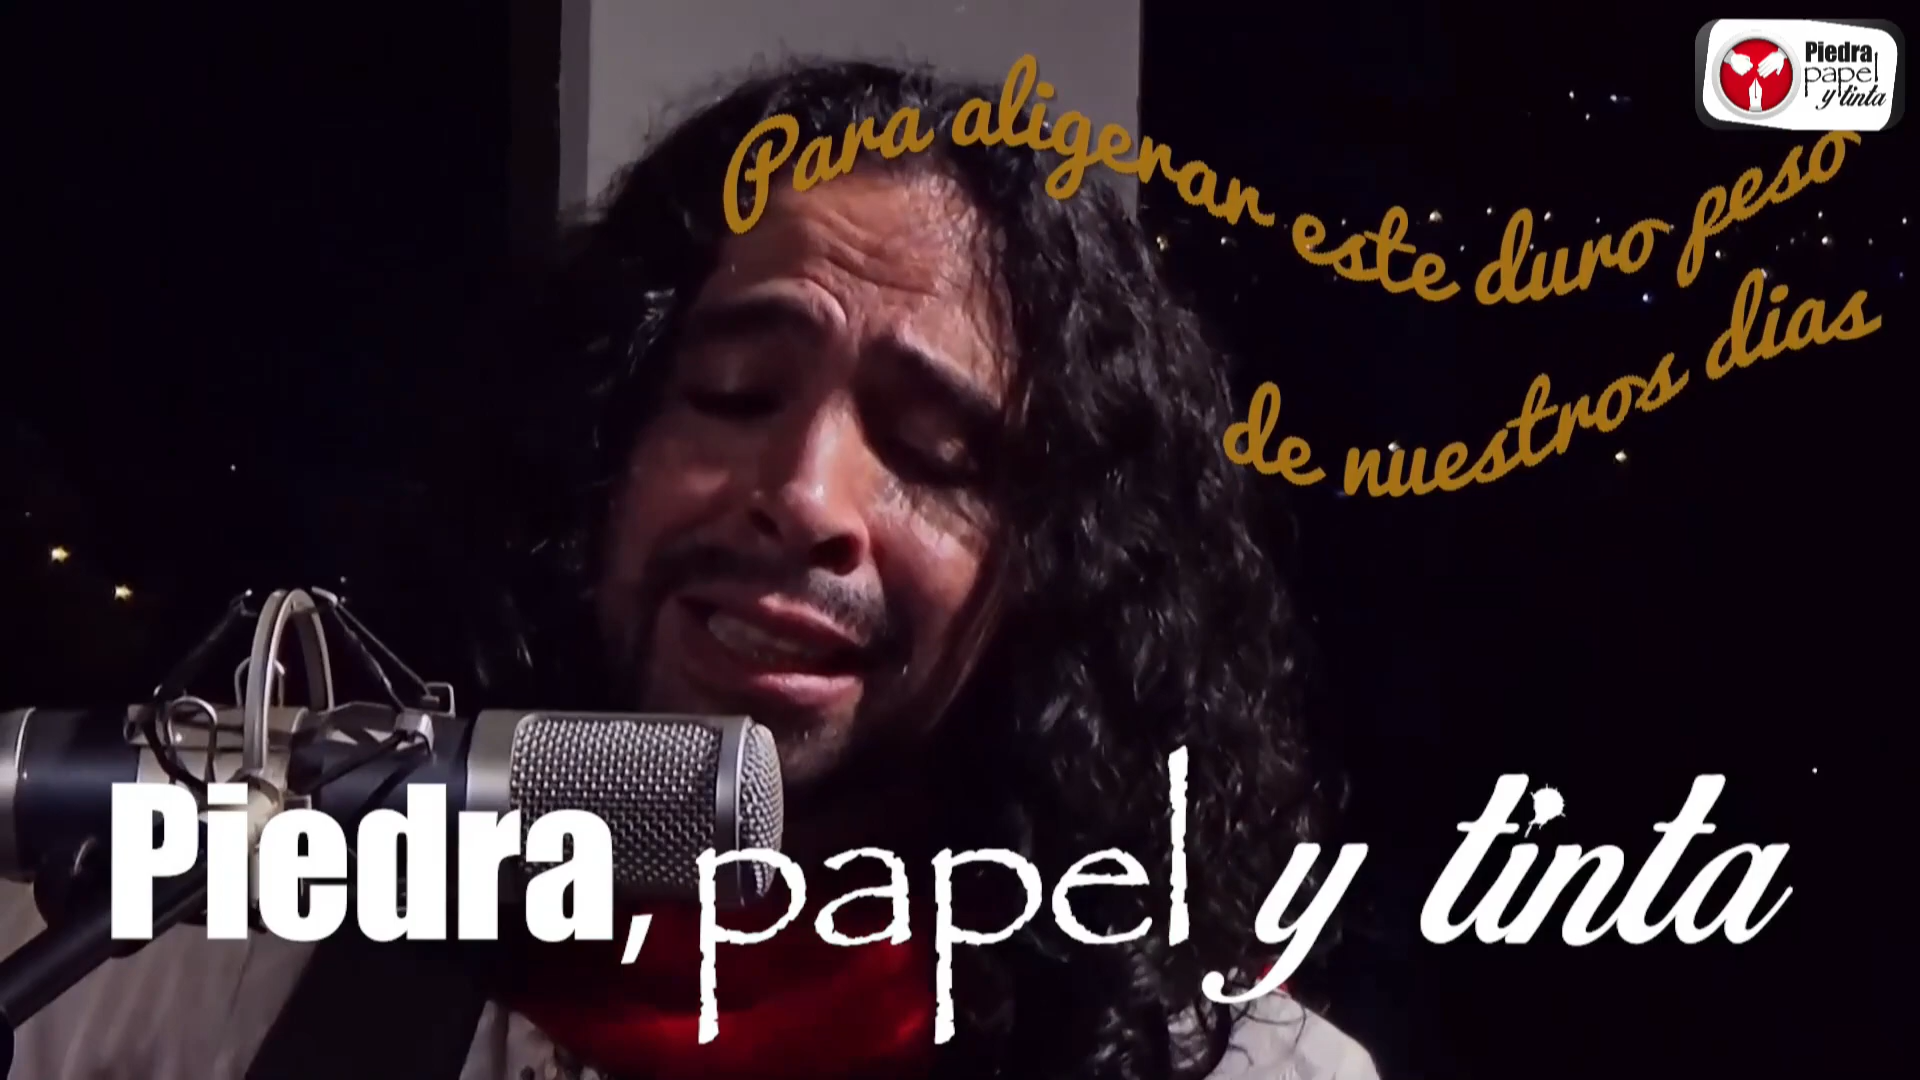 Piedra,
papel
y tinta
Para aligerar este duro peso
de nuestros dias
Piedra, papel y tinta